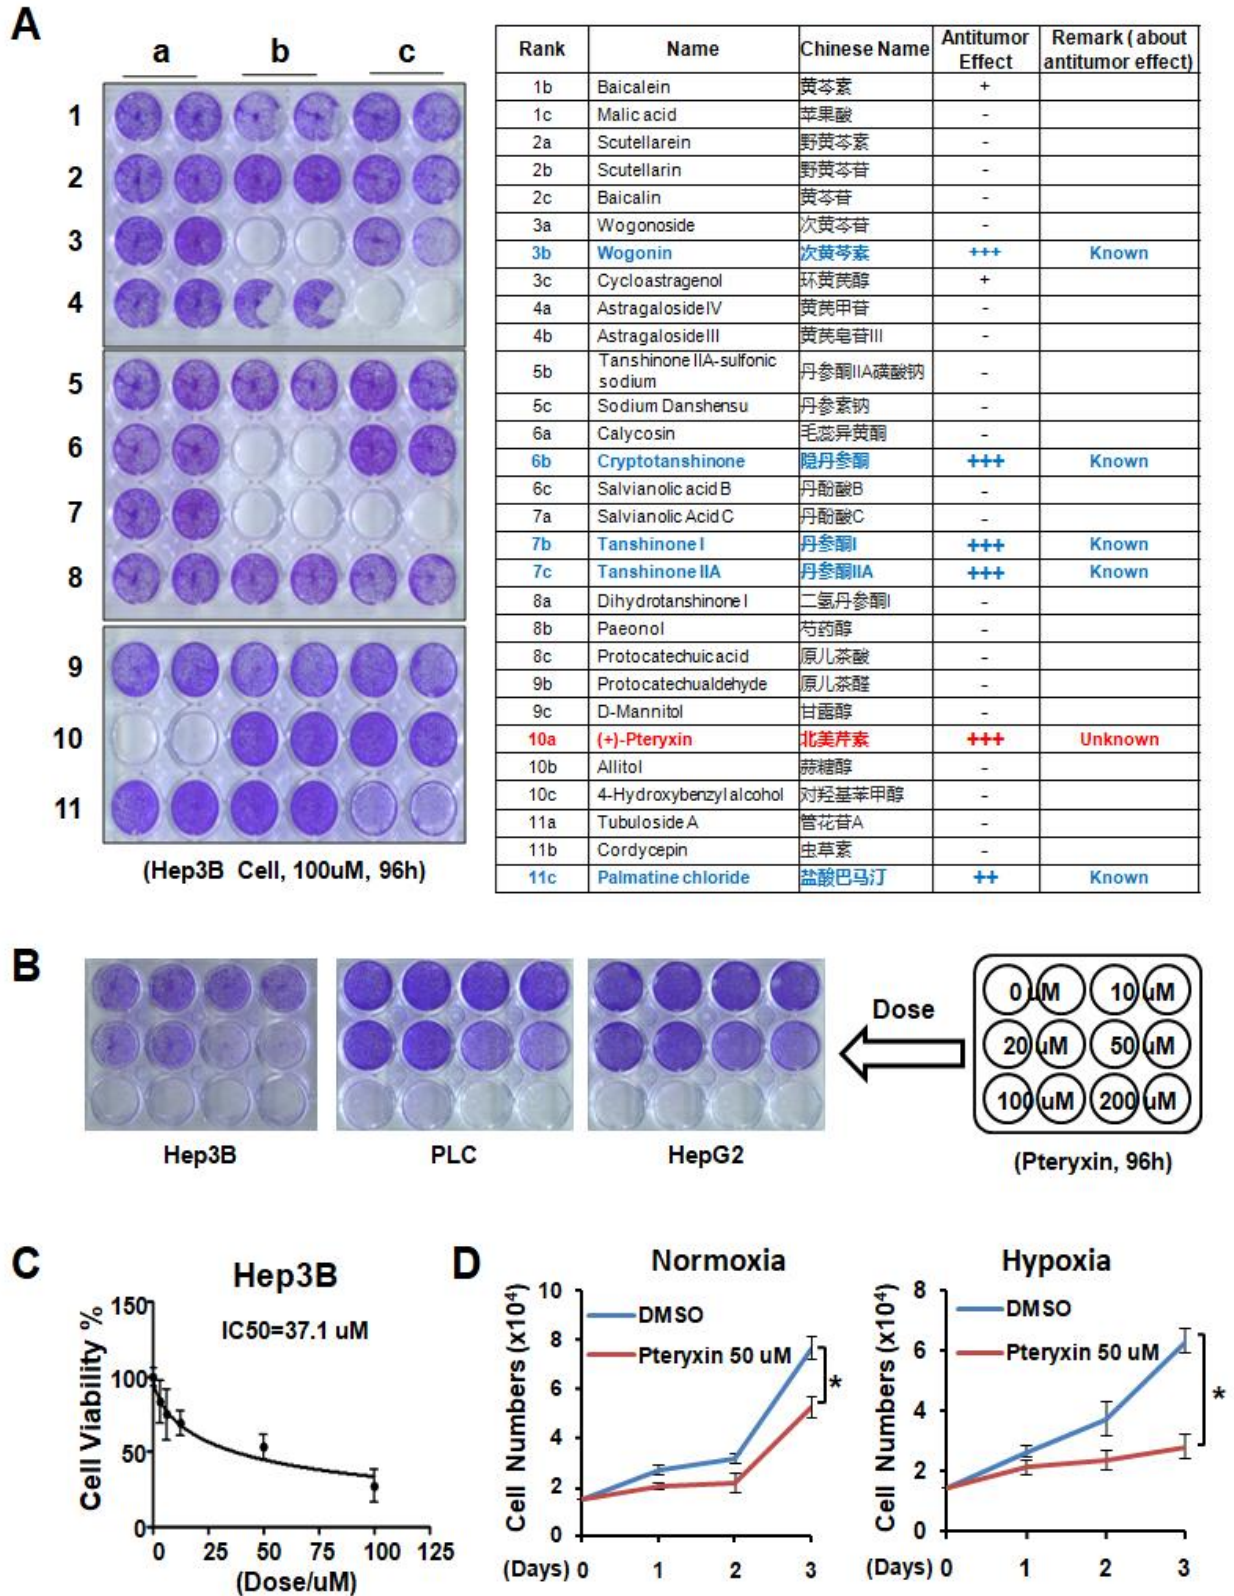 A
a b c
1
2
3
4
5
6
7
8
9
10
11
(Hep3B Cell, 100uM, 96h)
Rank Name Chinese Name Antitumor Effect Remark ( about antitumor effect)
1b Baicalein 黄芩素 +
1c Malic acid 苹果酸 -
2a Scutellarein 野黄芩素 -
2b Scutellarin 野黄芩苷 -
2c Baicalin 黄芩苷 -
3a Wogonoside 次黄芩苷 -
3b Wogonin 次黄芩素 +++ Known
3c Cycloastragenol 环黄芪醇 +
4a Astragaloside IV 黄芪甲苷 -
4b Astragaloside III 黄芪皂苷III -
5b Tanshinone IIA-sulfonic sodium 丹参酮IIA磺酸钠 -
5c Sodium Danshensu 丹参素钠 -
6a Calycosin 毛蕊异黄酮 -
6b Cryptotanshinone 隐丹参酮 +++ Known
6c Salvianolic acid B 丹酚酸B -
7a Salvianolic Acid C 丹酚酸C -
7b Tanshinone I 丹参酮I +++ Known
7c Tanshinone IIA 丹参酮IIA +++ Known
8a Dihydrotanshinone I 二氢丹参酮I -
8b Paeonol 芍药醇 -
8c Protocatechuic acid 原儿茶酸 -
9b Protocatechualdehyde 原儿茶醛 -
9c D-Mannitol 甘露醇 -
10a (+)-Pteryxin 北美芹素 +++ Unknown
10b Allitol 蒜糖醇 -
10c 4-Hydroxybenzyl alcohol 对羟基苯甲醇 -
11a Tubuloside A 管花苷A -
11b Cordycepin 虫草素 -
11c Palmatine chloride 盐酸巴马汀 ++ Known
B
Hep3B PLC HepG2
Dose
0 uM 10 uM
20 uM 50 uM
100 uM 200 uM
(Pteryxin, 96h)
C
Hep3B
IC50=37.1 uM
Cell Viability %
150
100
50
0
0 25 50 75 100 125
(Dose/uM)
D
Normoxia
Cell Numbers (x10⁴)
10
8
6
4
2
0
DMSO
Pteryxin 50 uM
*
(Days) 0 1 2 3
Hypoxia
Cell Numbers (x10⁴)
8
6
4
2
0
DMSO
Pteryxin 50 uM
*
(Days) 0 1 2 3